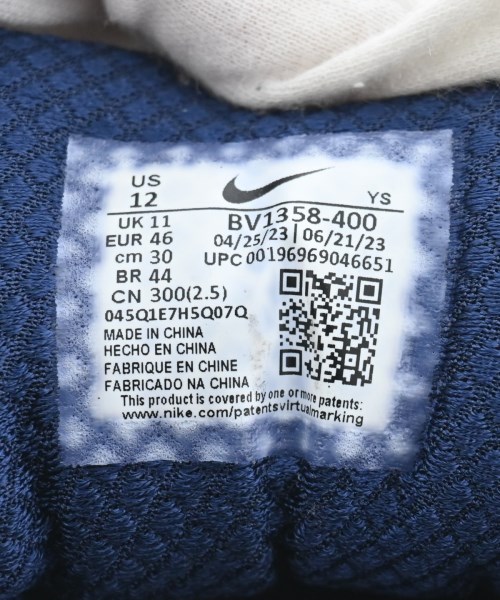 US
12
YS
UK 11
BV1358-400
EUR 46
04/25/23 | 06/21/23
cm 30
UPC 00196969046651
BR 44
CN 300(2.5)
045Q1E7H5Q07Q
MADE IN CHINA
HECHO EN CHINA
FABRIQUE EN CHINE
FABRICADO NA CHINA
This product is covered by one or more patents:
www.nike.com/patentsvirtualmarking